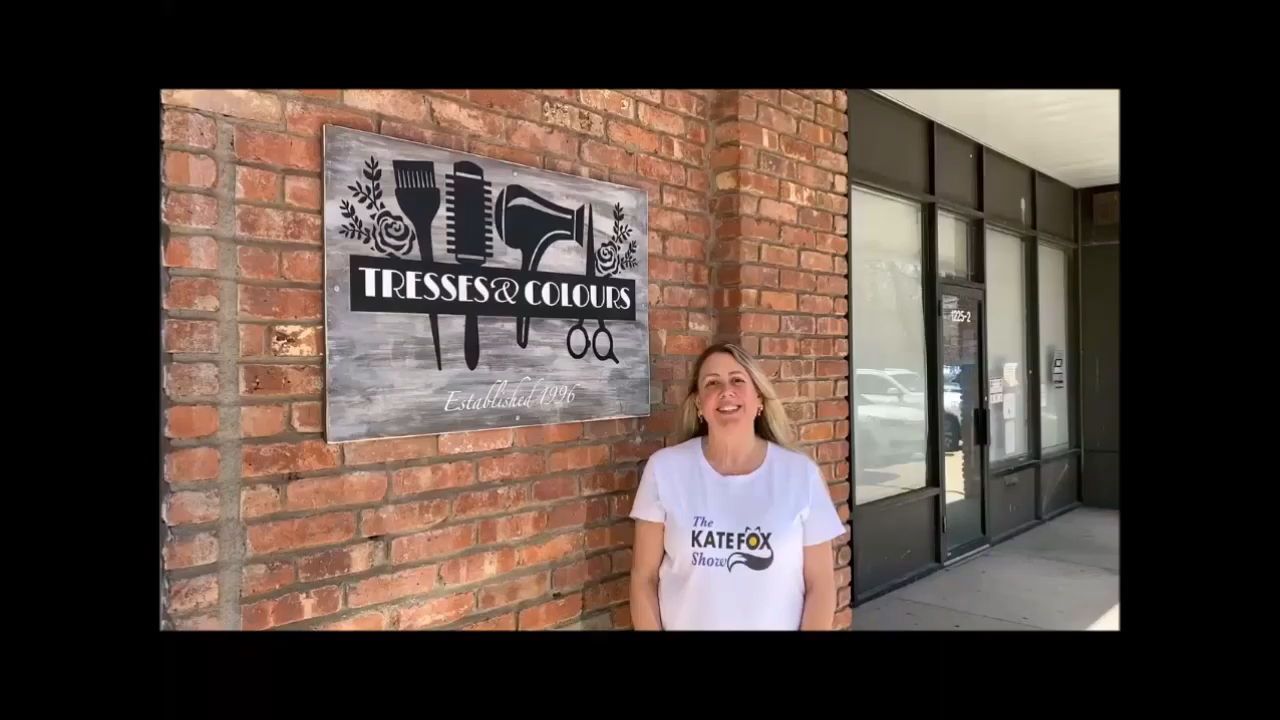 TRESSES & COLOURS
Established 1996
The
KATE FOX
Show
1225-2